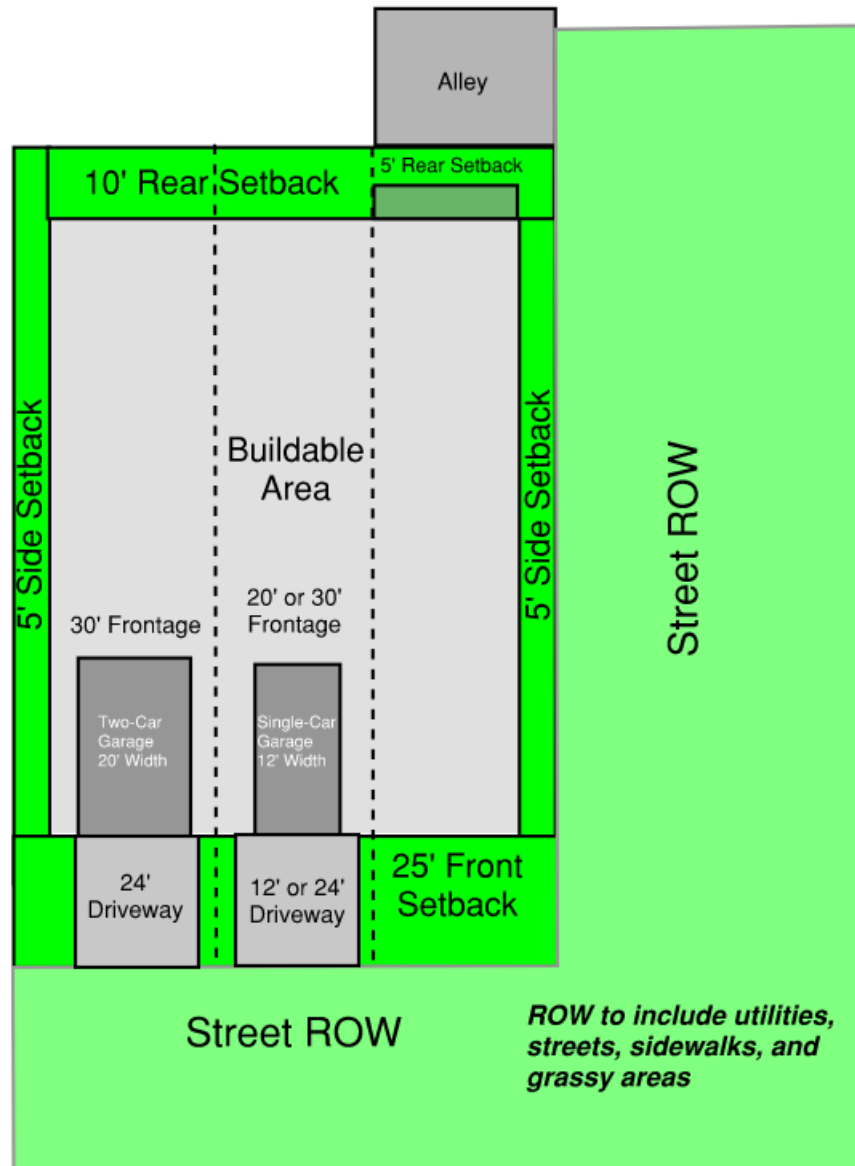 Alley
5' Rear Setback
10' Rear Setback
5' Side Setback
Buildable
Area
5' Side Setback
Street ROW
30' Frontage
20' or 30'
Frontage
Two-Car
Garage
20' Width
Single-Car
Garage
12' Width
24'
Driveway
12' or 24'
Driveway
25' Front
Setback
Street ROW
ROW to include utilities,
streets, sidewalks, and
grassy areas